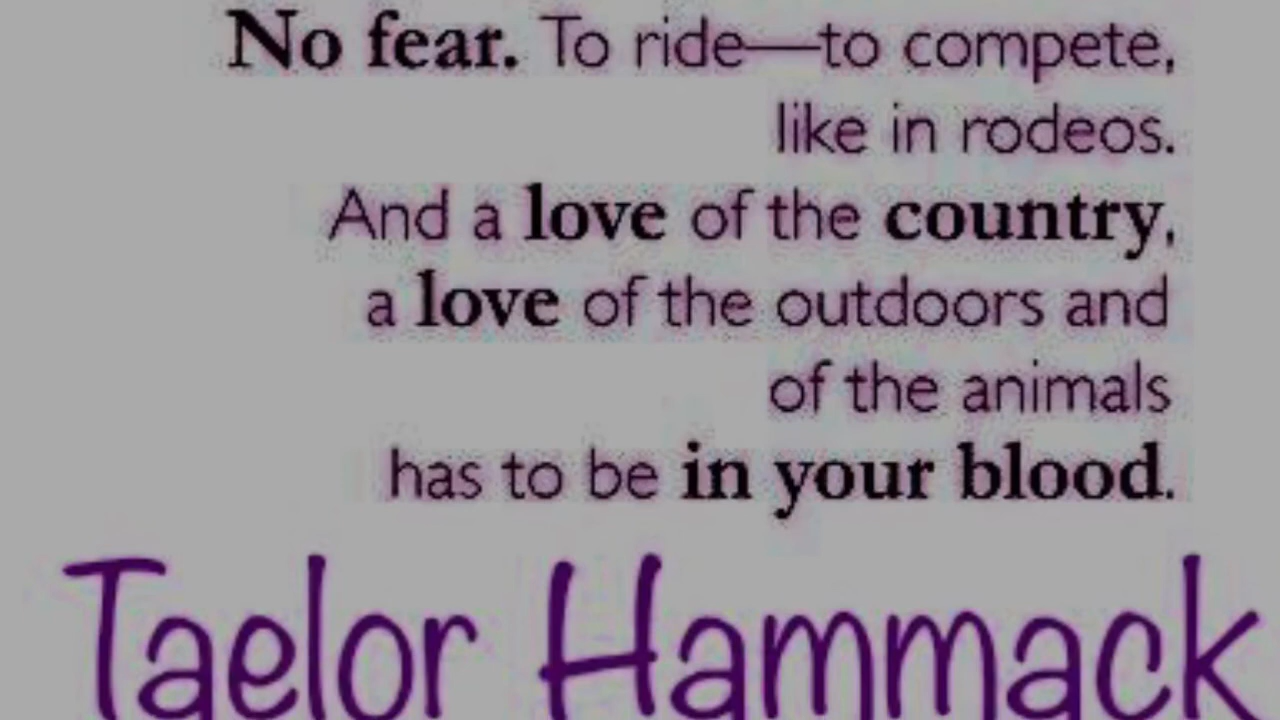 No fear. To ride—to compete,
like in rodeos.
And a love of the country,
a love of the outdoors and
of the animals
has to be in your blood.
Taelor Hammack